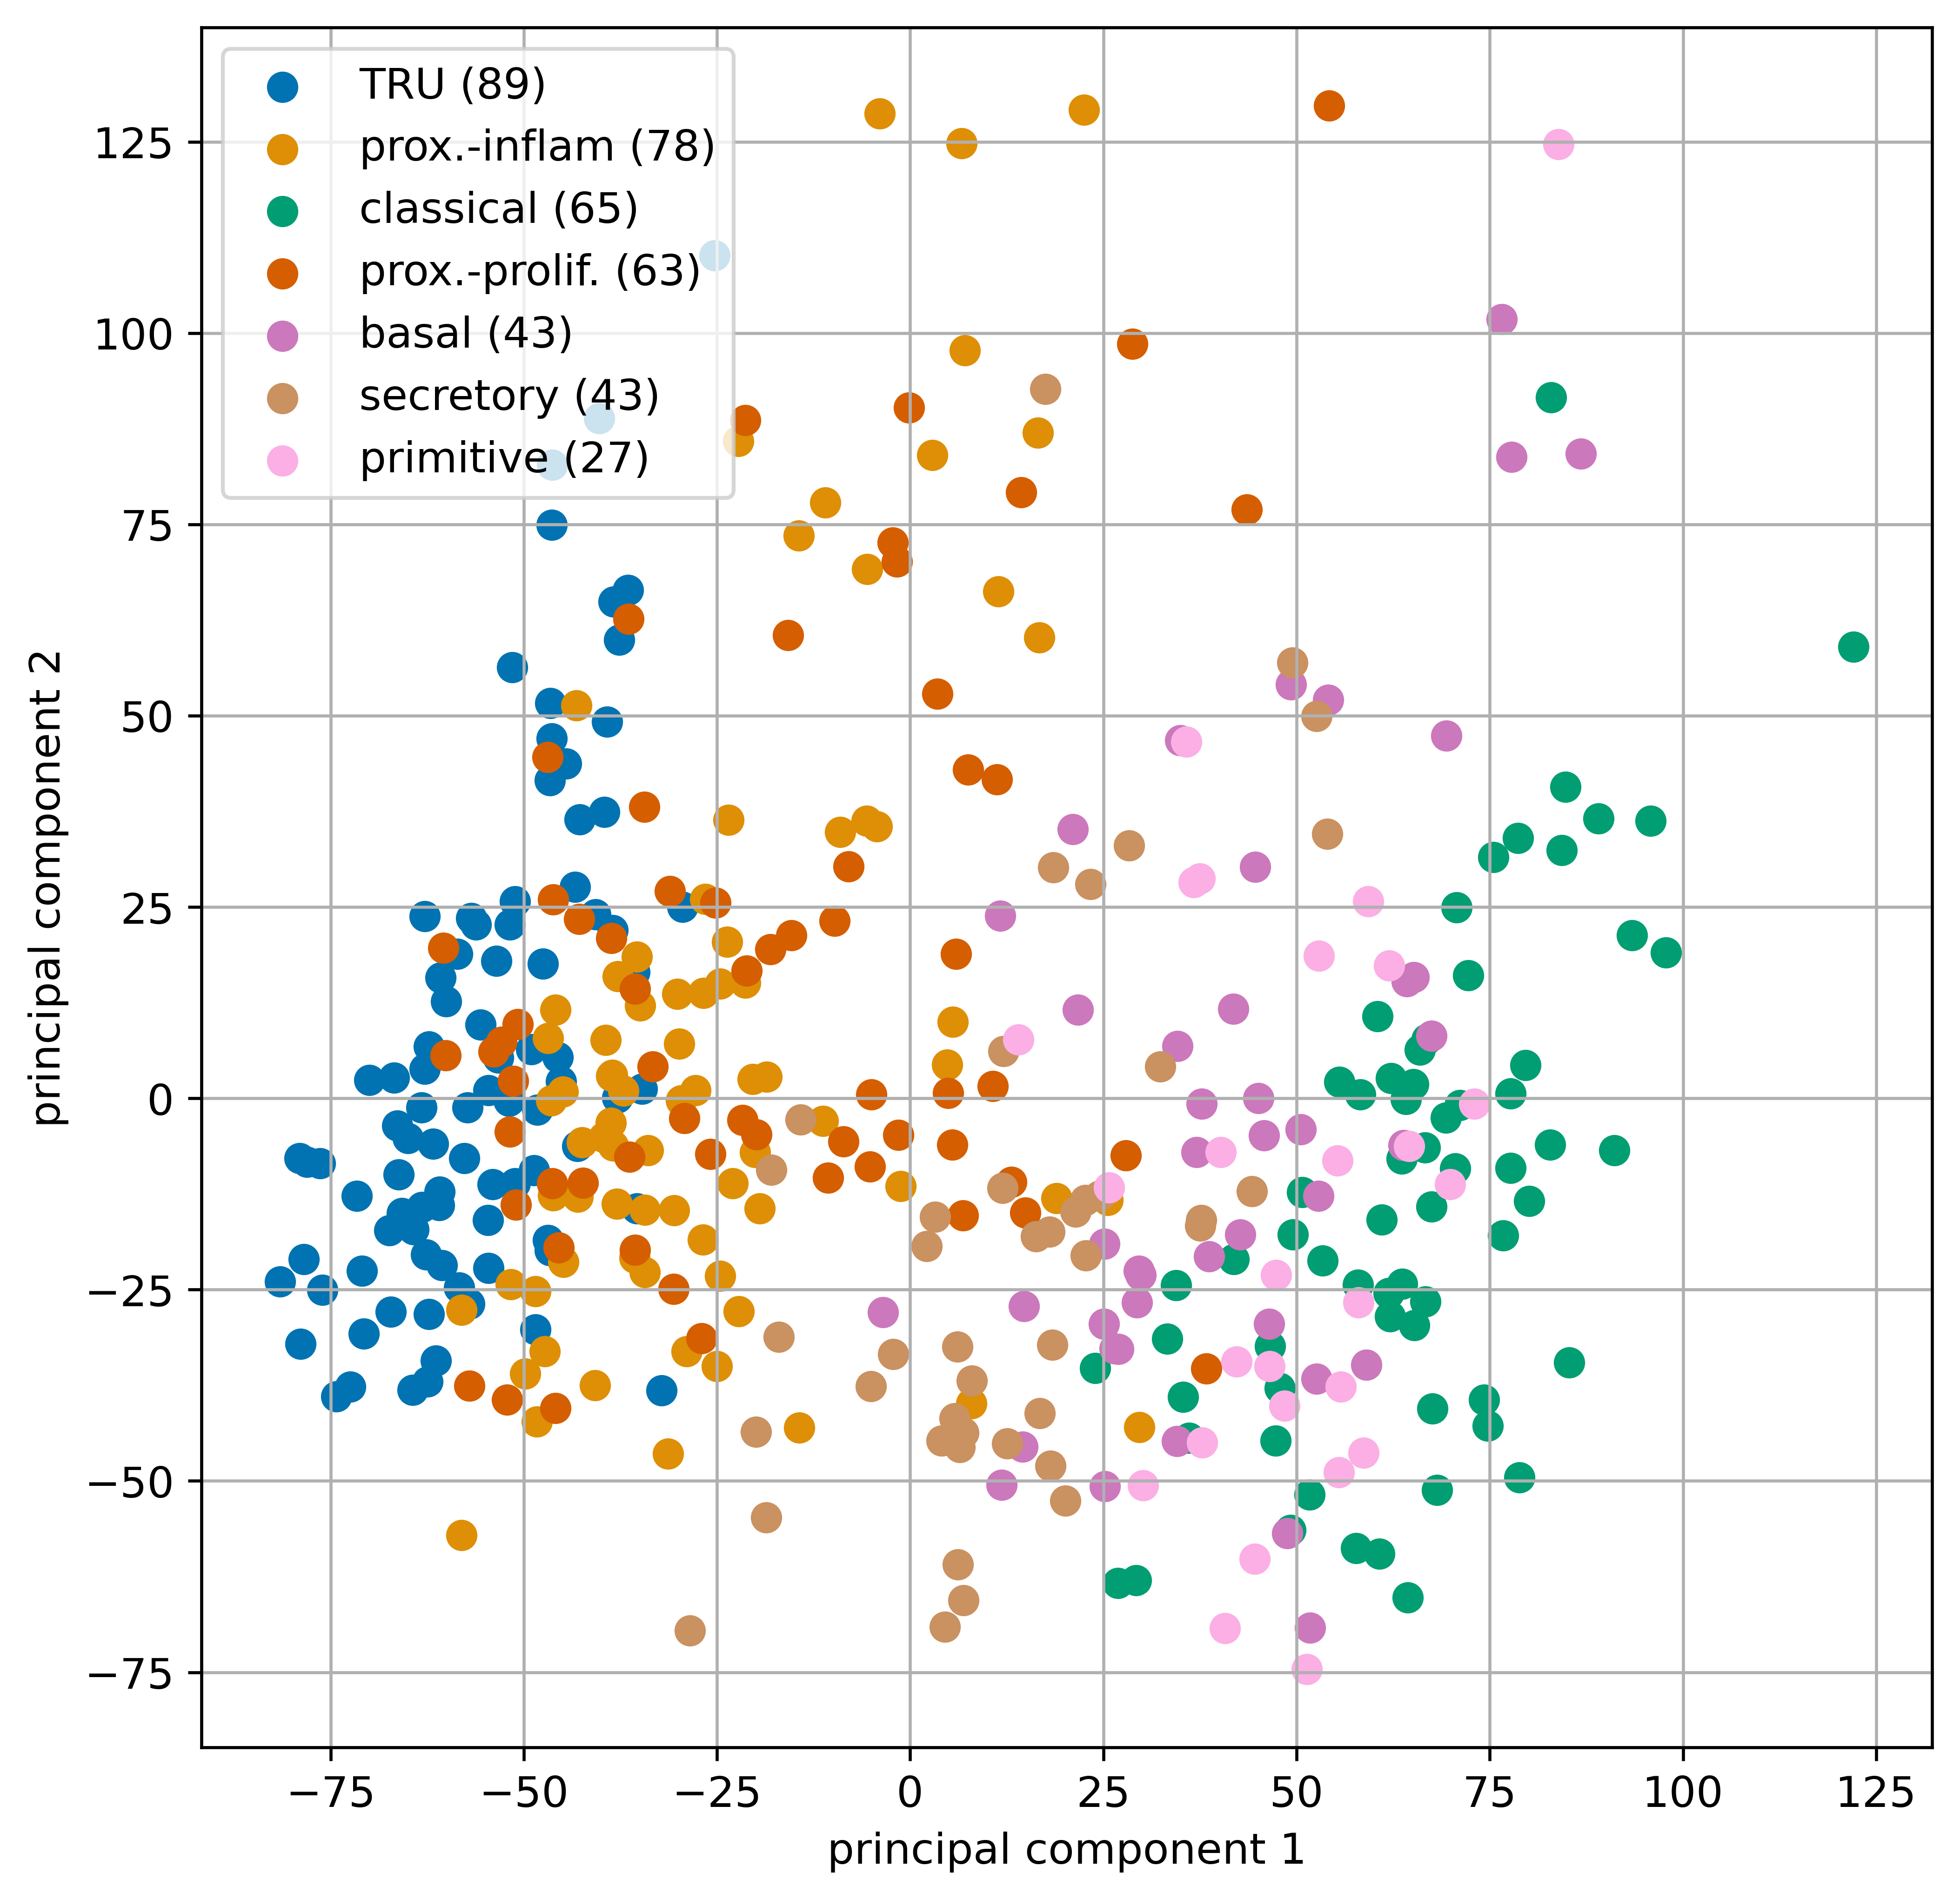 TRU (89)
prox.-inflam (78)
classical (65)
prox.-prolif. (63)
basal (43)
secretory (43)
primitive (27)
125
100
75
50
25
0
−25
−50
−75
principal component 2
−75 −50 −25 0 25 50 75 100 125
principal component 1